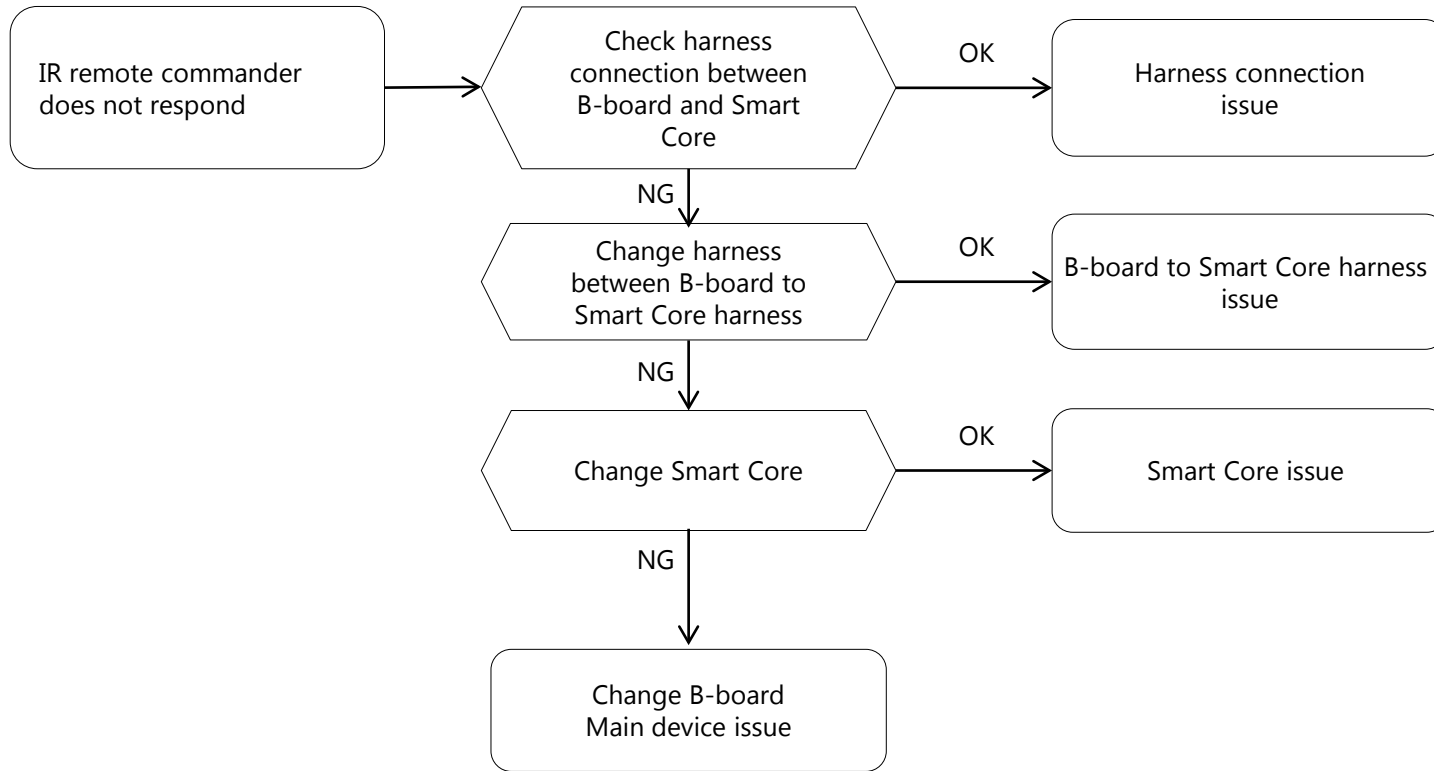 IR remote commander
does not respond
Check harness
connection between
B-board and Smart
Core
OK
Harness connection
issue
NG
Change harness
between B-board to
Smart Core harness
OK
B-board to Smart Core harness
issue
NG
Change Smart Core
OK
Smart Core issue
NG
Change B-board
Main device issue